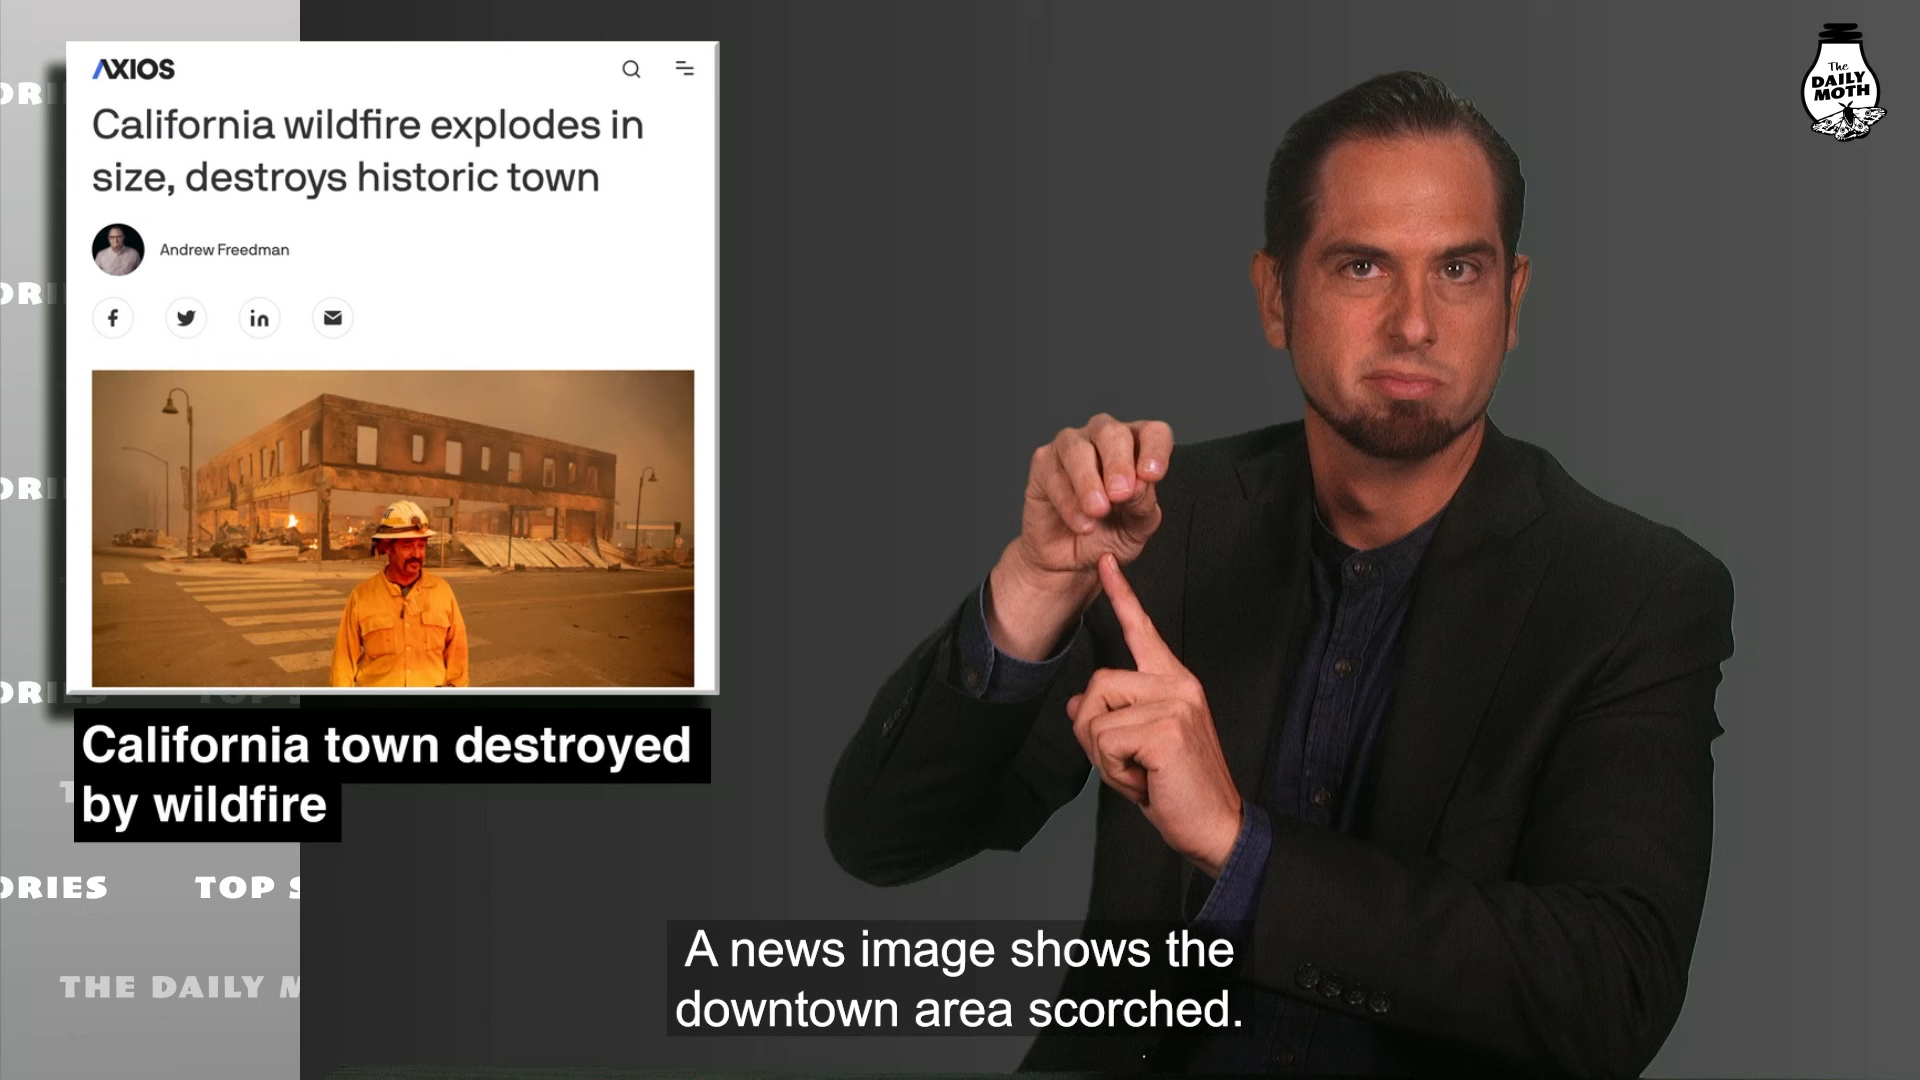 AXIOS
California wildfire explodes in
size, destroys historic town
Andrew Freedman
California town destroyed
by wildfire
The
DAILY
MOTH
A news image shows the
downtown area scorched.
ORIES
TOP S
THE DAILY M